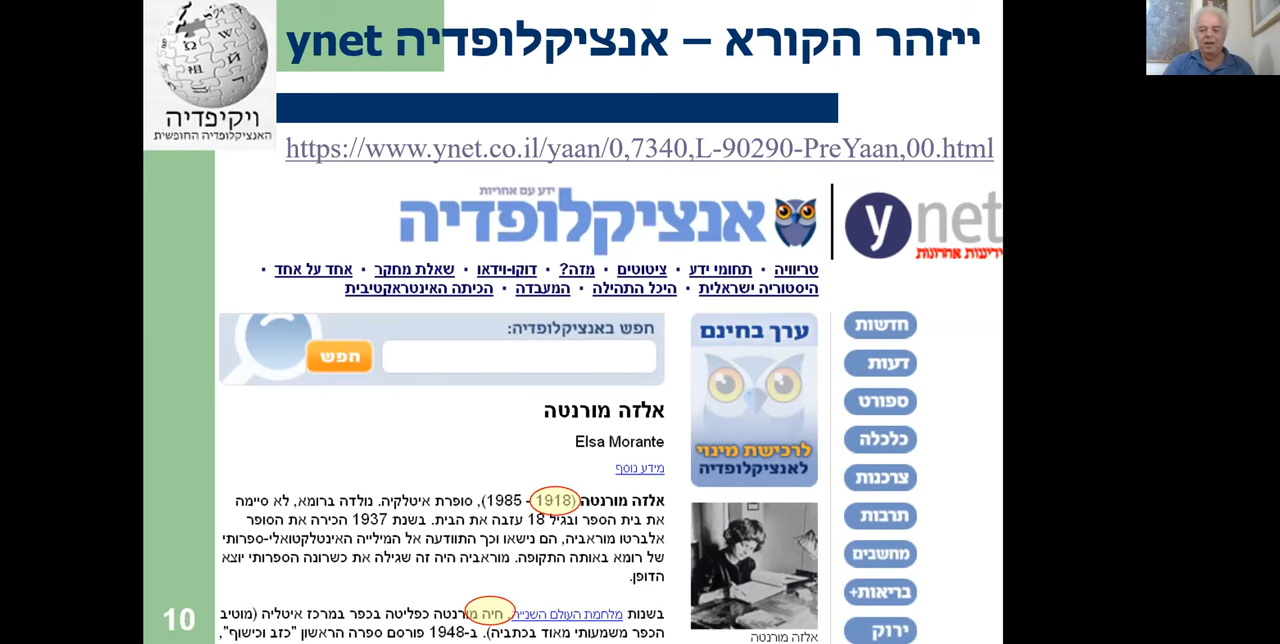 ייזהר הקורא – אנציקלופדיה ynet
ויקיפדיה
האנציקלופדיה החופשית
https://www.ynet.co.il/yaan/0,7340,L-90290-PreYaan,00.html
ynet
ידיעות אחרונות
ידע עם אחריות
אנציקלופדיה
טריוויה · תחומי ידע · ציטוטים · מזה? · דוקו-וידאו · שאלת מחקר · אחד על אחד ·
היסטוריה ישראלית · היכל התהילה · המעבדה · הכיתה האינטראקטיבית
חדשות
דעות
ספורט
כלכלה
צרכנות
תרבות
מחשבים
בריאות+
ירוק
ערך בחינם
לרכישת מינוי
לאנציקלופדיה
חפש באנציקלופדיה:
חפש
אלזה מורנטה
Elsa Morante
מידע נוסף
אלזה מורנטה (1918 - 1985), סופרת איטלקיה. נולדה ברומא, לא סיימה
את בית הספר ובגיל 18 עזבה את הבית. בשנת 1937 הכירה את הסופר
אלברטו מוראביה, הם נישאו וכך התוודעה אל המילייה האינטלקטואלי-ספרותי
של רומא באותה התקופה. מוראביה היה זה שגילה את כשרונה הספרותי יוצא
הדופן.
בשנות מלחמת העולם השנייה, חיה מורנטה כפליטה בכפר במרכז איטליה (מוטיב
הכפר משמעותי מאוד בכתביה). ב-1948 פורסם ספרה הראשון "כזב וכישוף",
אלזה מורנטה
10